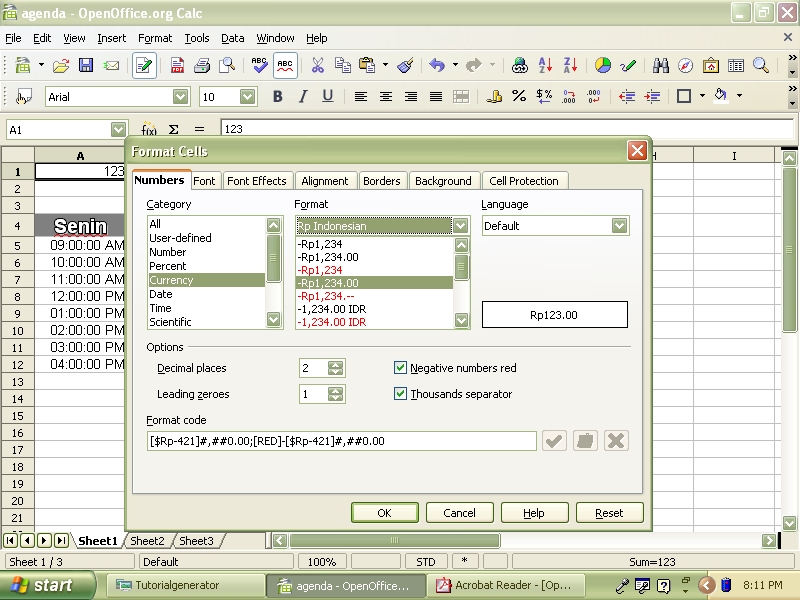 agenda - OpenOffice.org Calc
File Edit View Insert Format Tools Data Window Help
Arial 10 B I U
A1 f(x) Σ = 123
Format Cells
Numbers Font Font Effects Alignment Borders Background Cell Protection
Category Format Language
All
User-defined
Number
Percent
Currency
Date
Time
Scientific
Rp Indonesian
-Rp1,234
-Rp1,234.00
-Rp1,234
-Rp1,234.00
-Rp1,234.--
-1,234.00 IDR
-1,234.00 IDR
Default
Rp123.00
Options
Decimal places 2 Negative numbers red
Leading zeroes 1 Thousands separator
Format code
[$Rp-421]#,##0.00;[RED]-[$Rp-421]#,##0.00
OK Cancel Help Reset
A H I
1 123
2
3
4 Senin
5 09:00:00 AM
6 10:00:00 AM
7 11:00:00 AM
8 12:00:00 PM
9 01:00:00 PM
10 02:00:00 PM
11 03:00:00 PM
12 04:00:00 PM
13
14
15
16
17
18
19
20
21
Sheet1 Sheet2 Sheet3
Sheet 1 / 3 Default 100% STD * Sum=123
start Tutorialgenerator agenda - OpenOffice... Acrobat Reader - [Op... 8:11 PM